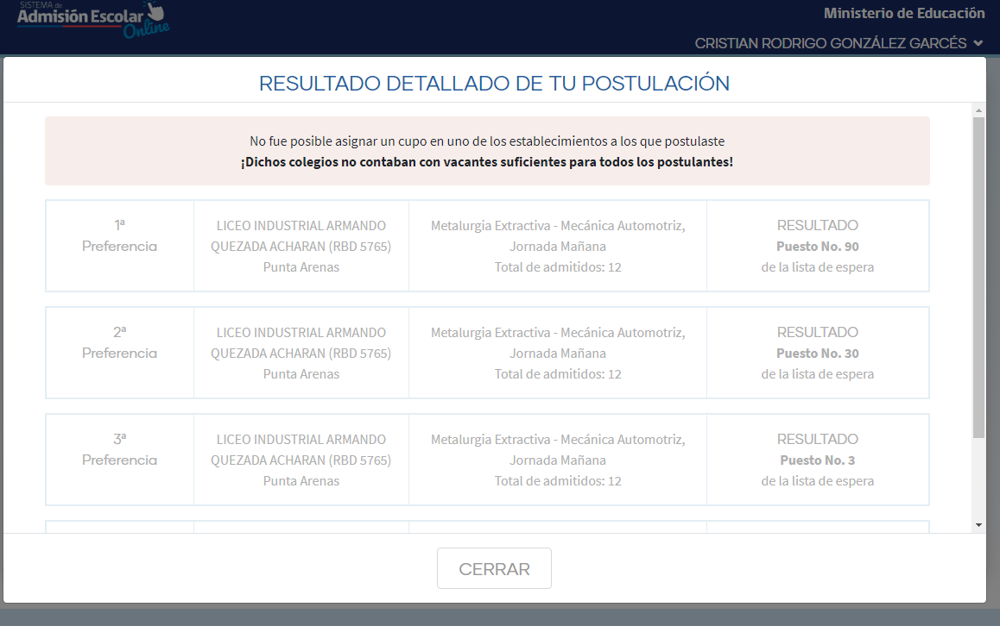 SISTEMA de
Admisión Escolar
Online
Ministerio de Educación
CRISTIAN RODRIGO GONZÁLEZ GARCÉS
RESULTADO DETALLADO DE TU POSTULACIÓN
No fue posible asignar un cupo en uno de los establecimientos a los que postulaste
¡Dichos colegios no contaban con vacantes suficientes para todos los postulantes!
1ª
Preferencia
LICEO INDUSTRIAL ARMANDO
QUEZADA ACHARAN (RBD 5765)
Punta Arenas
Metalurgia Extractiva - Mecánica Automotriz,
Jornada Mañana
Total de admitidos: 12
RESULTADO
Puesto No. 90
de la lista de espera
2ª
Preferencia
LICEO INDUSTRIAL ARMANDO
QUEZADA ACHARAN (RBD 5765)
Punta Arenas
Metalurgia Extractiva - Mecánica Automotriz,
Jornada Mañana
Total de admitidos: 12
RESULTADO
Puesto No. 30
de la lista de espera
3ª
Preferencia
LICEO INDUSTRIAL ARMANDO
QUEZADA ACHARAN (RBD 5765)
Punta Arenas
Metalurgia Extractiva - Mecánica Automotriz,
Jornada Mañana
Total de admitidos: 12
RESULTADO
Puesto No. 3
de la lista de espera
CERRAR